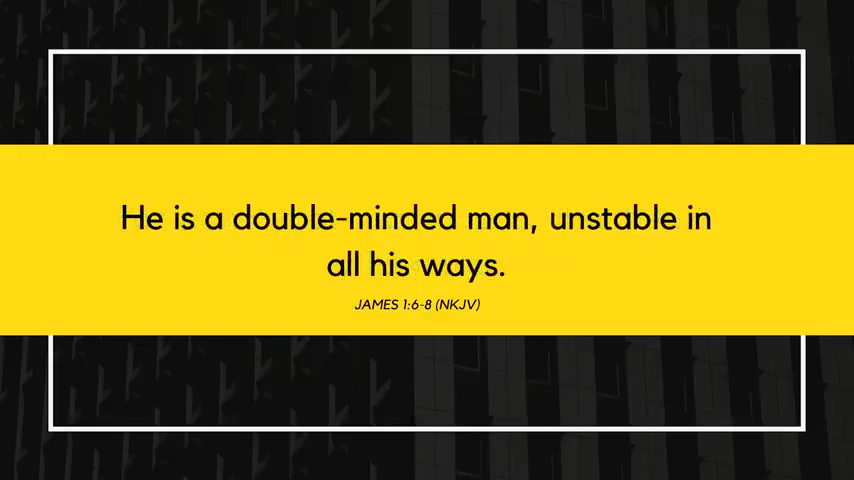 He is a double-minded man, unstable in
all his ways.
JAMES 1:6-8 (NKJV)